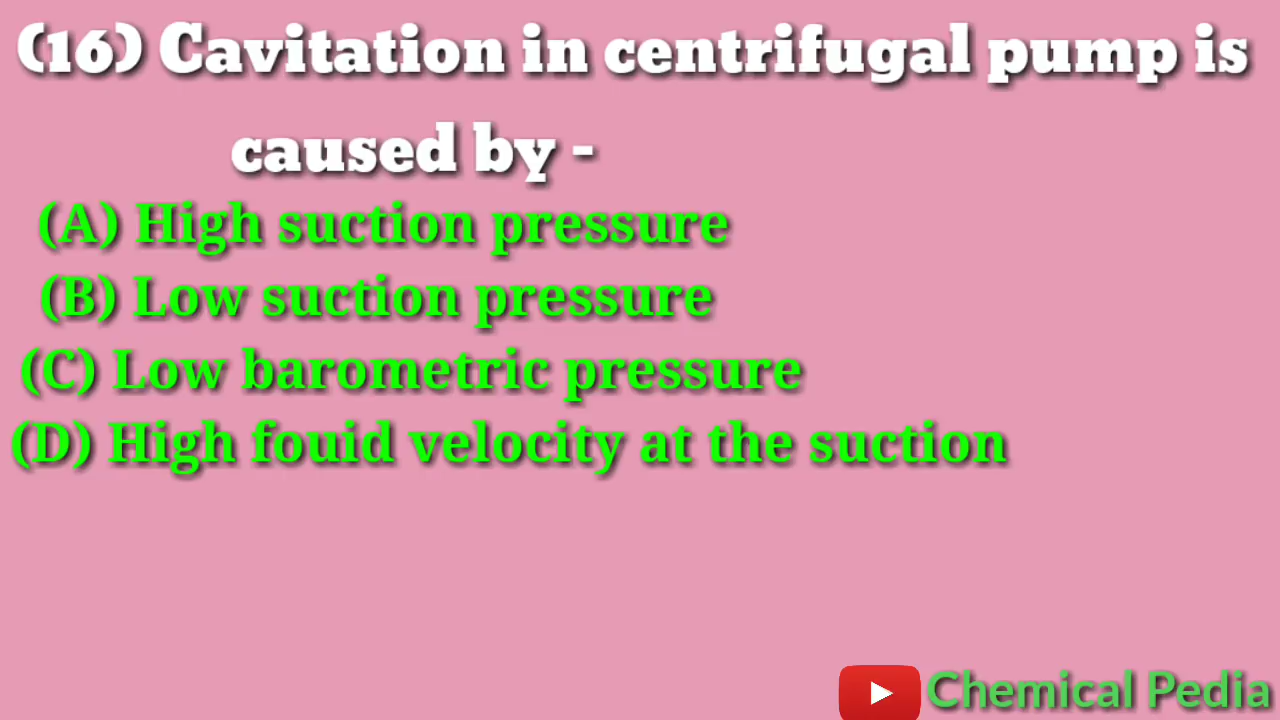 (16) Cavitation in centrifugal pump is
caused by -
(A) High suction pressure
(B) Low suction pressure
(C) Low barometric pressure
(D) High fouid velocity at the suction
Chemical Pedia